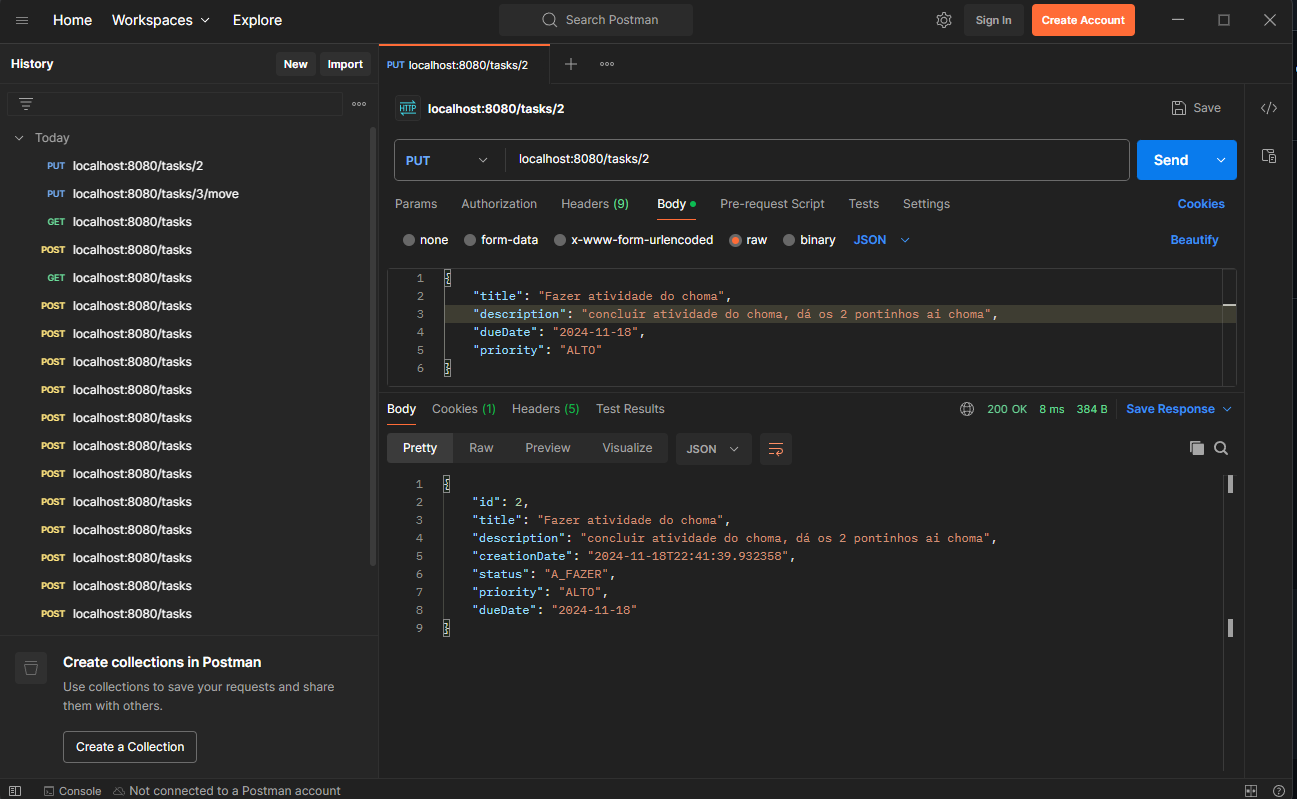 Home Workspaces Explore Search Postman Sign In Create Account
History New Import
PUT localhost:8080/tasks/2
HTTP localhost:8080/tasks/2 Save
Today
PUT localhost:8080/tasks/2
PUT localhost:8080/tasks/3/move
GET localhost:8080/tasks
POST localhost:8080/tasks
GET localhost:8080/tasks
POST localhost:8080/tasks
POST localhost:8080/tasks
POST localhost:8080/tasks
POST localhost:8080/tasks
POST localhost:8080/tasks
POST localhost:8080/tasks
POST localhost:8080/tasks
POST localhost:8080/tasks
POST localhost:8080/tasks
POST localhost:8080/tasks
POST localhost:8080/tasks
POST localhost:8080/tasks
Create collections in Postman
Use collections to save your requests and share
them with others.
Create a Collection
PUT localhost:8080/tasks/2 Send
Params Authorization Headers (9) Body Pre-request Script Tests Settings Cookies
none form-data x-www-form-urlencoded raw binary JSON Beautify
1 {
2 "title": "Fazer atividade do choma",
3 "description": "concluir atividade do choma, dá os 2 pontinhos ai choma",
4 "dueDate": "2024-11-18",
5 "priority": "ALTO"
6 }
Body Cookies (1) Headers (5) Test Results 200 OK 8 ms 384 B Save Response
Pretty Raw Preview Visualize JSON
1 {
2 "id": 2,
3 "title": "Fazer atividade do choma",
4 "description": "concluir atividade do choma, dá os 2 pontinhos ai choma",
5 "creationDate": "2024-11-18T22:41:39.932358",
6 "status": "A_FAZER",
7 "priority": "ALTO",
8 "dueDate": "2024-11-18"
9 }
Console Not connected to a Postman account